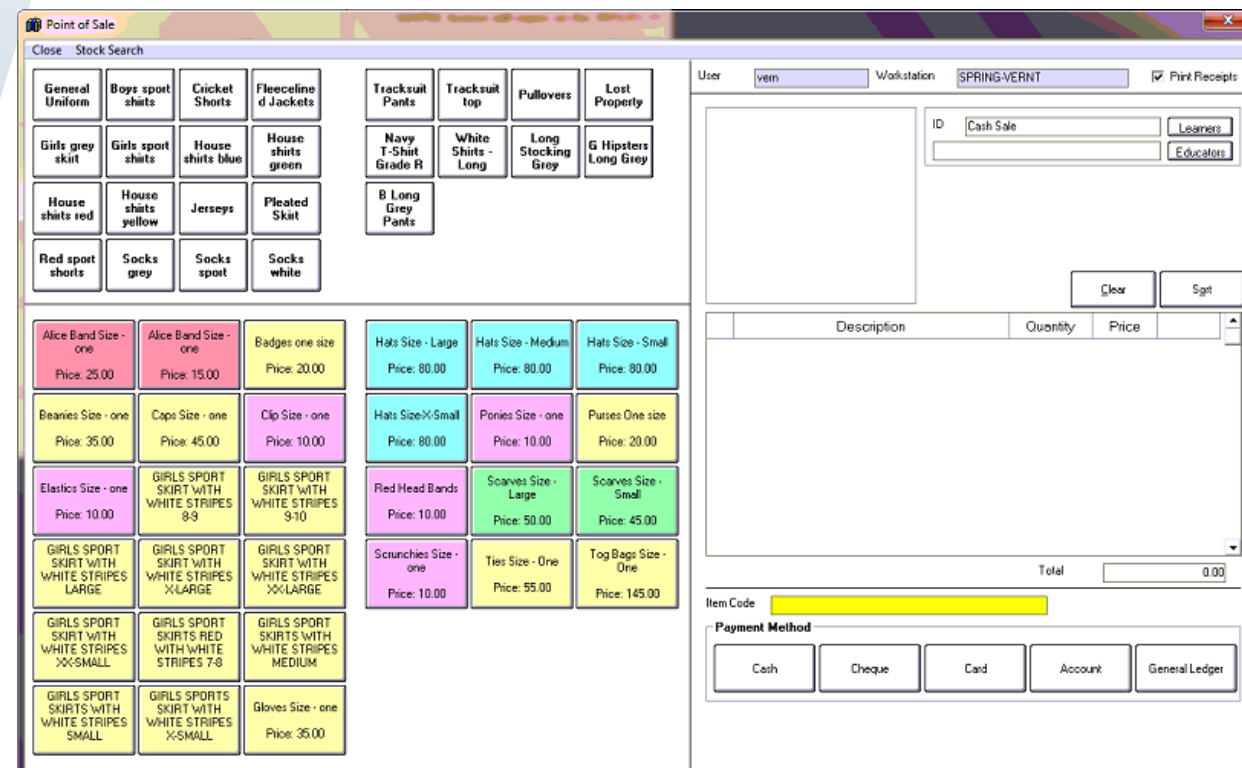 Point of Sale
Close Stock Search
General
Uniform
Boys sport
shirts
Cricket
Shorts
Fleeceline
d Jackets
Girls grey
skirt
Girls sport
shirts
House
shirts blue
House
shirts
green
House
shirts red
House
shirts
yellow
Jerseys
Pleated
Skirt
Red sport
shorts
Socks
grey
Socks
sport
Socks
white
Tracksuit
Pants
Tracksuit
top
Pullovers
Lost
Property
Navy
T-Shirt
Grade R
White
Shirts -
Long
Long
Stocking
Grey
G Hipsters
Long Grey
B Long
Grey
Pants
Alice Band Size -
one
Price: 25.00
Alice Band Size -
one
Price: 15.00
Badges one size
Price: 20.00
Beanies Size - one
Price: 35.00
Caps Size - one
Price: 45.00
Clip Size - one
Price: 10.00
Elastics Size - one
Price: 10.00
GIRLS SPORT
SKIRT WITH
WHITE STRIPES
8-9
GIRLS SPORT
SKIRT WITH
WHITE STRIPES
9-10
GIRLS SPORT
SKIRT WITH
WHITE STRIPES
LARGE
GIRLS SPORT
SKIRT WITH
WHITE STRIPES
X-LARGE
GIRLS SPORT
SKIRT WITH
WHITE STRIPES
XX-LARGE
GIRLS SPORT
SKIRT WITH
WHITE STRIPES
XX-SMALL
GIRLS SPORT
SKIRTS RED
WITH WHITE
STRIPES 7-8
GIRLS SPORT
SKIRTS WITH
WHITE STRIPES
MEDIUM
GIRLS SPORT
SKIRTS WITH
WHITE STRIPES
SMALL
GIRLS SPORTS
SKIRT WITH
WHITE STRIPES
X-SMALL
Gloves Size - one
Price: 35.00
Hats Size - Large
Price: 80.00
Hats Size - Medium
Price: 80.00
Hats Size - Small
Price: 80.00
Hats Size-X-Small
Price: 80.00
Ponies Size - one
Price: 10.00
Purses One size
Price: 20.00
Red Head Bands
Price: 10.00
Scarves Size -
Large
Price: 50.00
Scarves Size -
Small
Price: 45.00
Scrunchies Size -
one
Price: 10.00
Ties Size - One
Price: 55.00
Tog Bags Size -
One
Price: 145.00
User vern Workstation SPRING-VERNT Print Receipts
ID Cash Sale Learners
Educators
Clear Sort
Description Quantity Price
Total 0.00
Item Code
Payment Method
Cash Cheque Card Account General Ledger